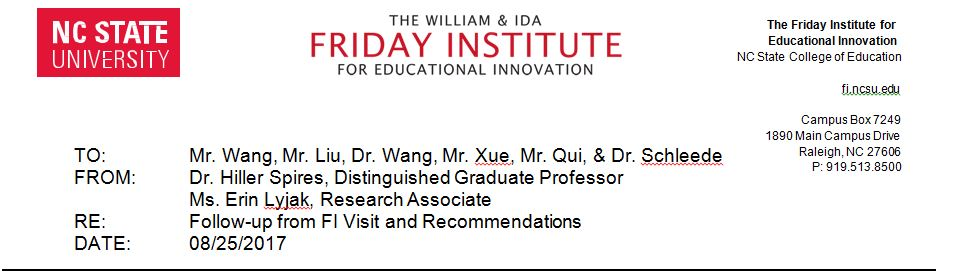 NC STATE
UNIVERSITY
THE WILLIAM & IDA
FRIDAY INSTITUTE
FOR EDUCATIONAL INNOVATION
The Friday Institute for
Educational Innovation
NC State College of Education
fi.ncsu.edu
Campus Box 7249
1890 Main Campus Drive
Raleigh, NC 27606
P: 919.513.8500
TO: Mr. Wang, Mr. Liu, Dr. Wang, Mr. Xue, Mr. Qui, & Dr. Schleede
FROM: Dr. Hiller Spires, Distinguished Graduate Professor
Ms. Erin Lyjak, Research Associate
RE: Follow-up from FI Visit and Recommendations
DATE: 08/25/2017